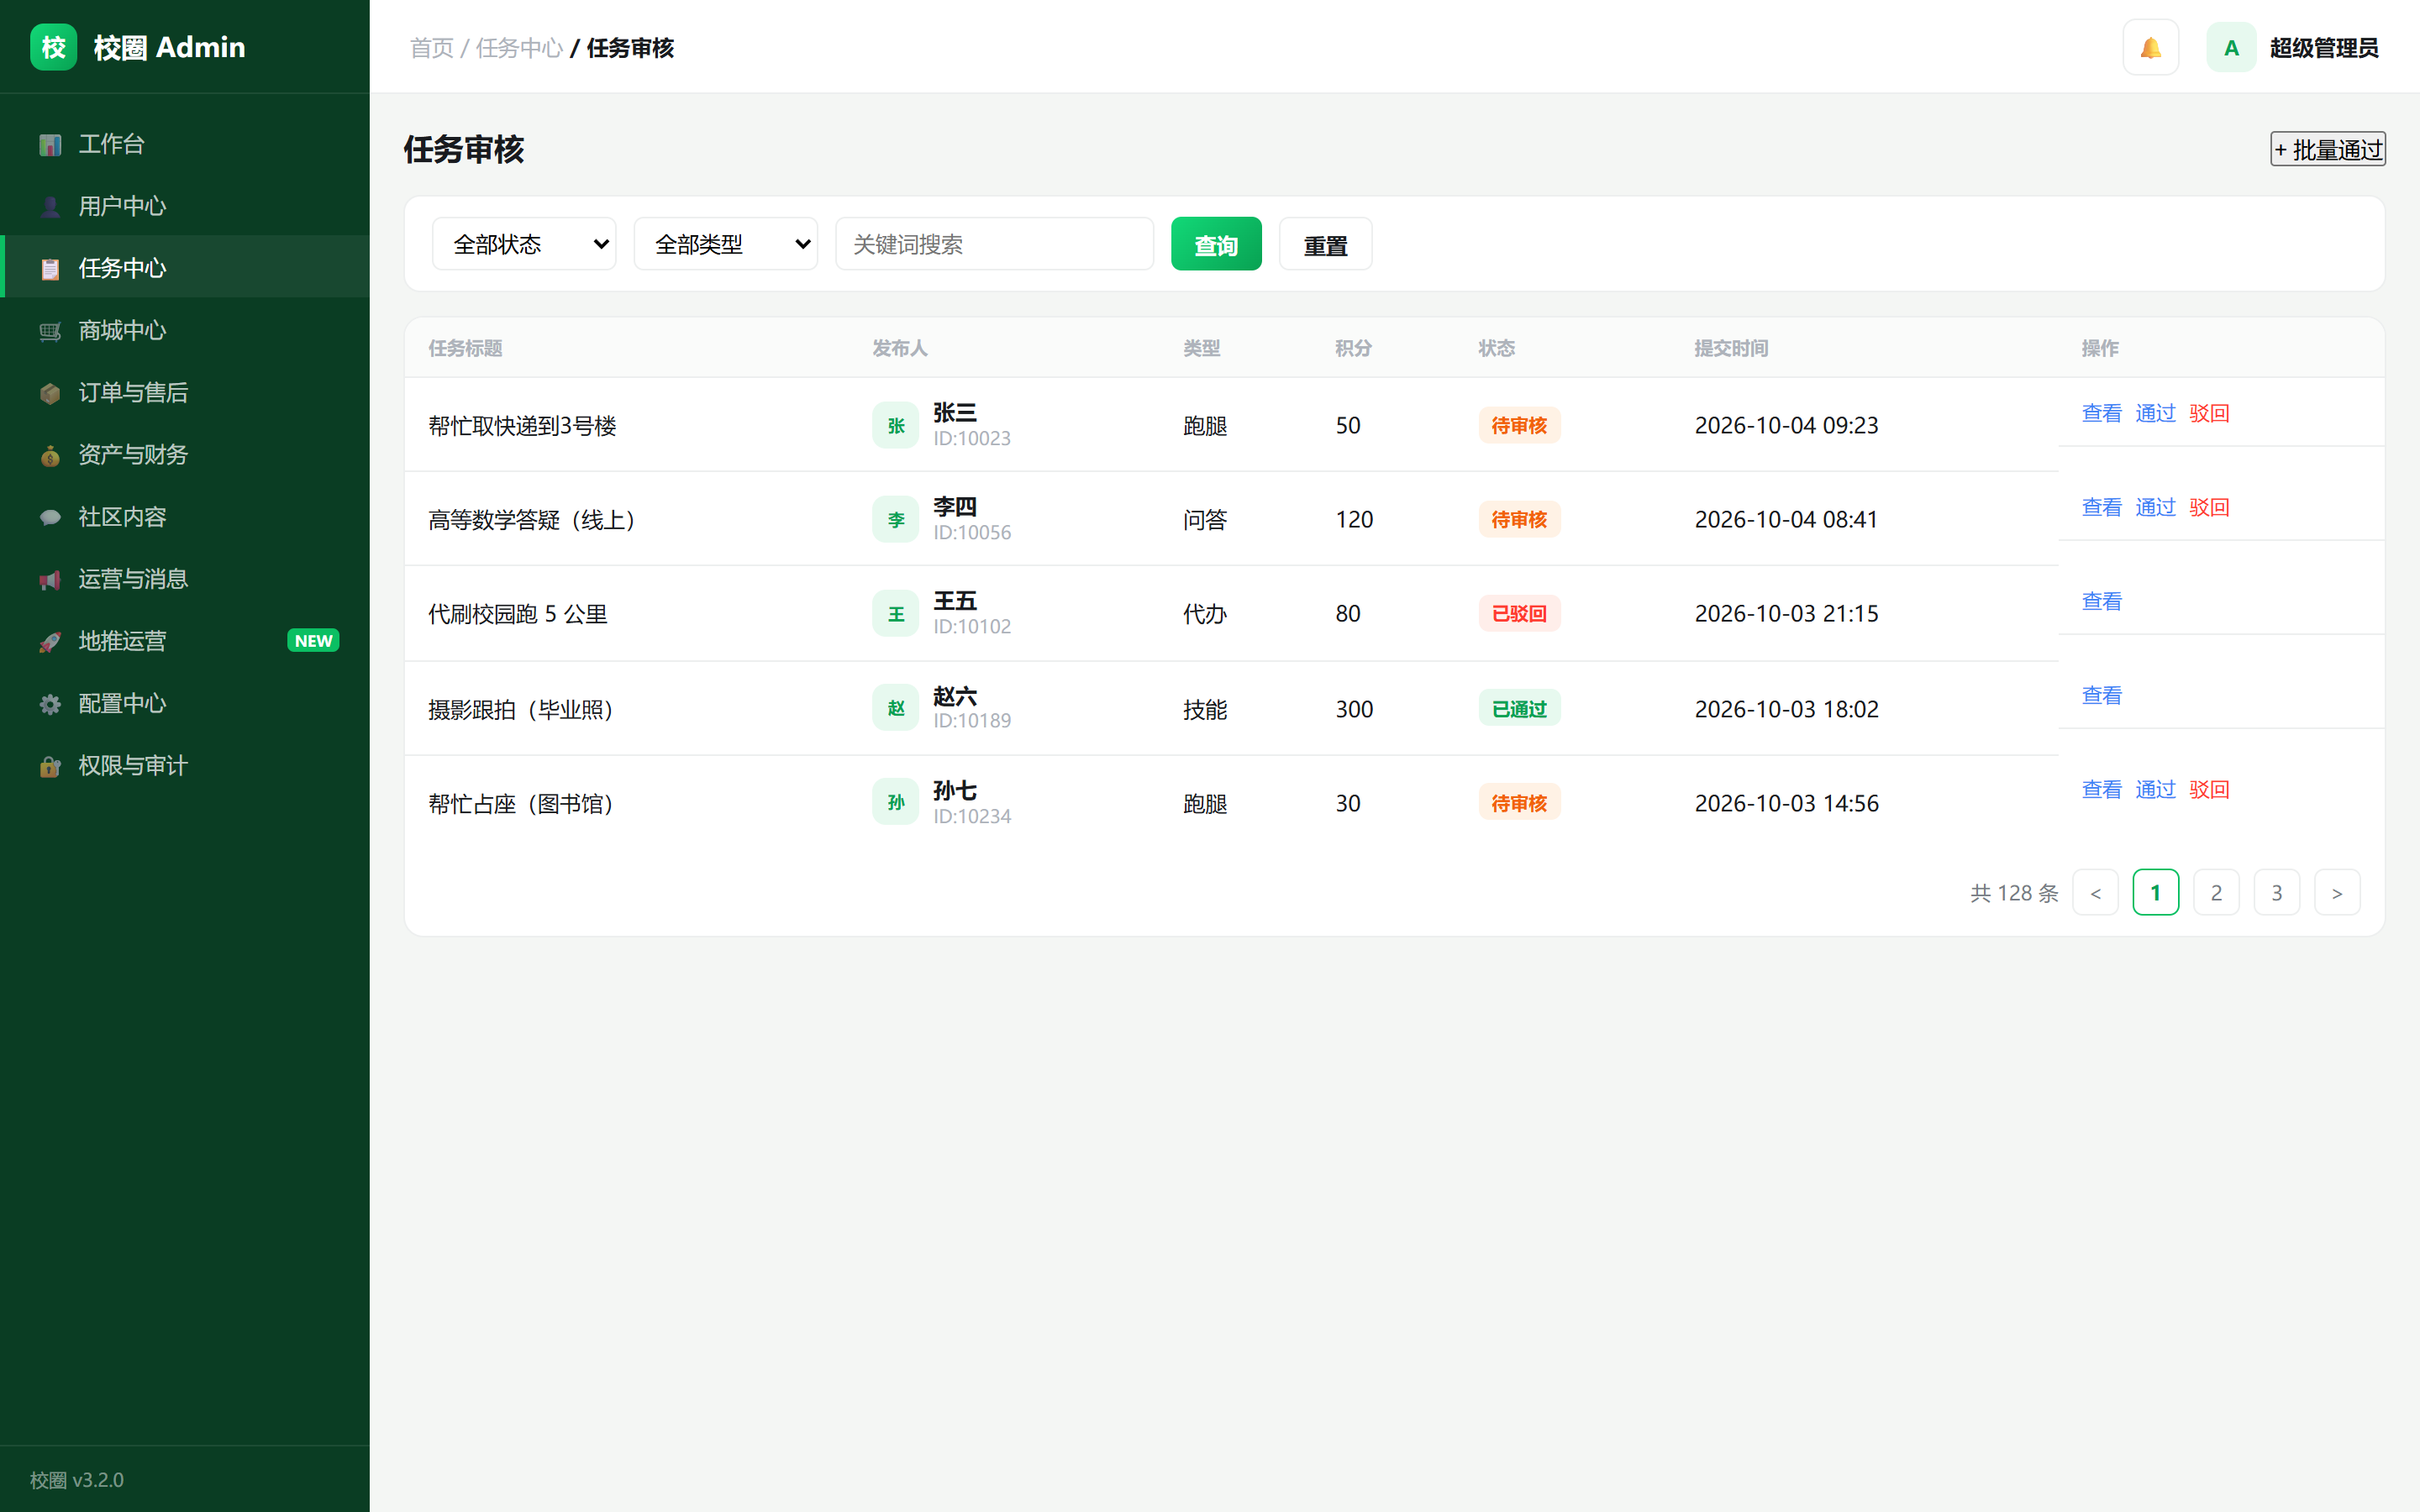 校 校圈 Admin
首页 / 任务中心 / 任务审核
A 超级管理员
工作台
用户中心
任务中心
商城中心
订单与售后
资产与财务
社区内容
运营与消息
地推运营 NEW
配置中心
权限与审计
校圈 v3.2.0
任务审核
+ 批量通过
全部状态 全部类型 关键词搜索 查询 重置
任务标题 发布人 类型 积分 状态 提交时间 操作
帮忙取快递到3号楼 张 张三 ID:10023 跑腿 50 待审核 2026-10-04 09:23 查看 通过 驳回
高等数学答疑（线上） 李 李四 ID:10056 问答 120 待审核 2026-10-04 08:41 查看 通过 驳回
代刷校园跑 5 公里 王 王五 ID:10102 代办 80 已驳回 2026-10-03 21:15 查看
摄影跟拍（毕业照） 赵 赵六 ID:10189 技能 300 已通过 2026-10-03 18:02 查看
帮忙占座（图书馆） 孙 孙七 ID:10234 跑腿 30 待审核 2026-10-03 14:56 查看 通过 驳回
共 128 条 < 1 2 3 >